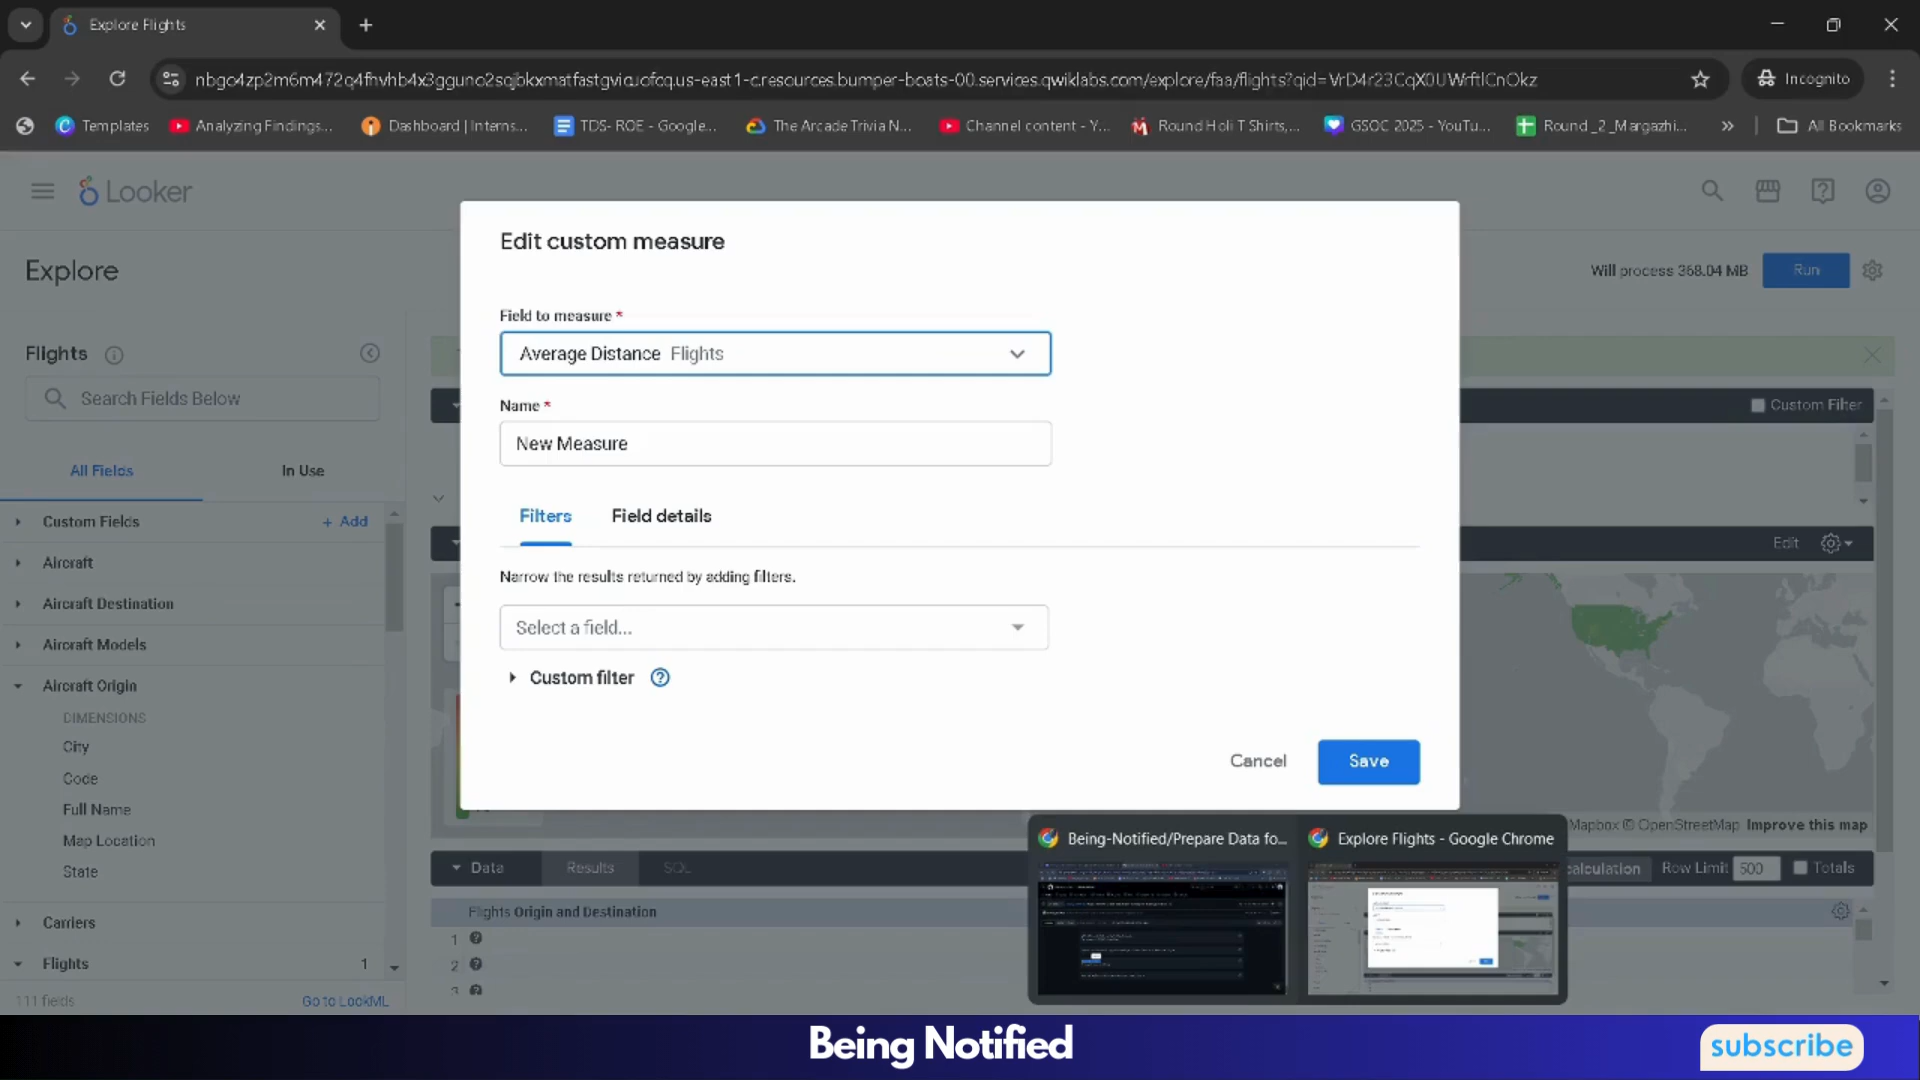 Explore Flights
nbgo4zp2m6m472q4fhvhb4x3gguno2sqjbkxmatfastgvicuofcq.us-east1-c.resources.bumper-boats-00.services.qwiklabs.com/explore/faa/flights?qid=VrD4r23CqX0UWrftlCnOkz
Incognito
Templates
Analyzing Findings...
Dashboard | Interns...
TDS- ROE - Google...
The Arcade Trivia N...
Channel content - Y...
Round Holi T Shirts,...
GSOC 2025 - YouTu...
Round _2 _Margazhi...
All Bookmarks
Looker
Explore
Will process 368.04 MB
Run
Flights
Search Fields Below
All Fields
In Use
Custom Fields
+ Add
Aircraft
Aircraft Destination
Aircraft Models
Aircraft Origin
DIMENSIONS
City
Code
Full Name
Map Location
State
Carriers
Flights 1
111 fields
Go to LookML
Edit custom measure
Field to measure *
Average Distance Flights
Name *
New Measure
Filters
Field details
Narrow the results returned by adding filters.
Select a field...
Custom filter
Cancel
Save
Custom Filter
Edit
Mapbox © OpenStreetMap Improve this map
Data
Results
SQL
calculation
Row Limit 500
Totals
Flights Origin and Destination
1
2
3
Being-Notified/Prepare Data fo...
Explore Flights - Google Chrome
Being Notified
subscribe